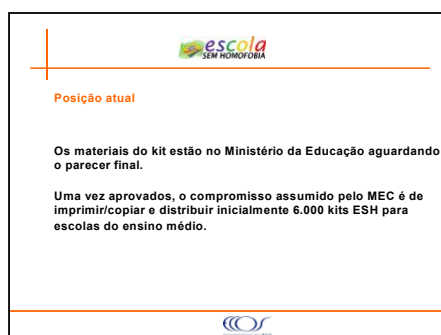 escola
SEM HOMOFOBIA
Posição atual
Os materiais do kit estão no Ministério da Educação aguardando
o parecer final.
Uma vez aprovados, o compromisso assumido pelo MEC é de
imprimir/copiar e distribuir inicialmente 6.000 kits ESH para
escolas do ensino médio.